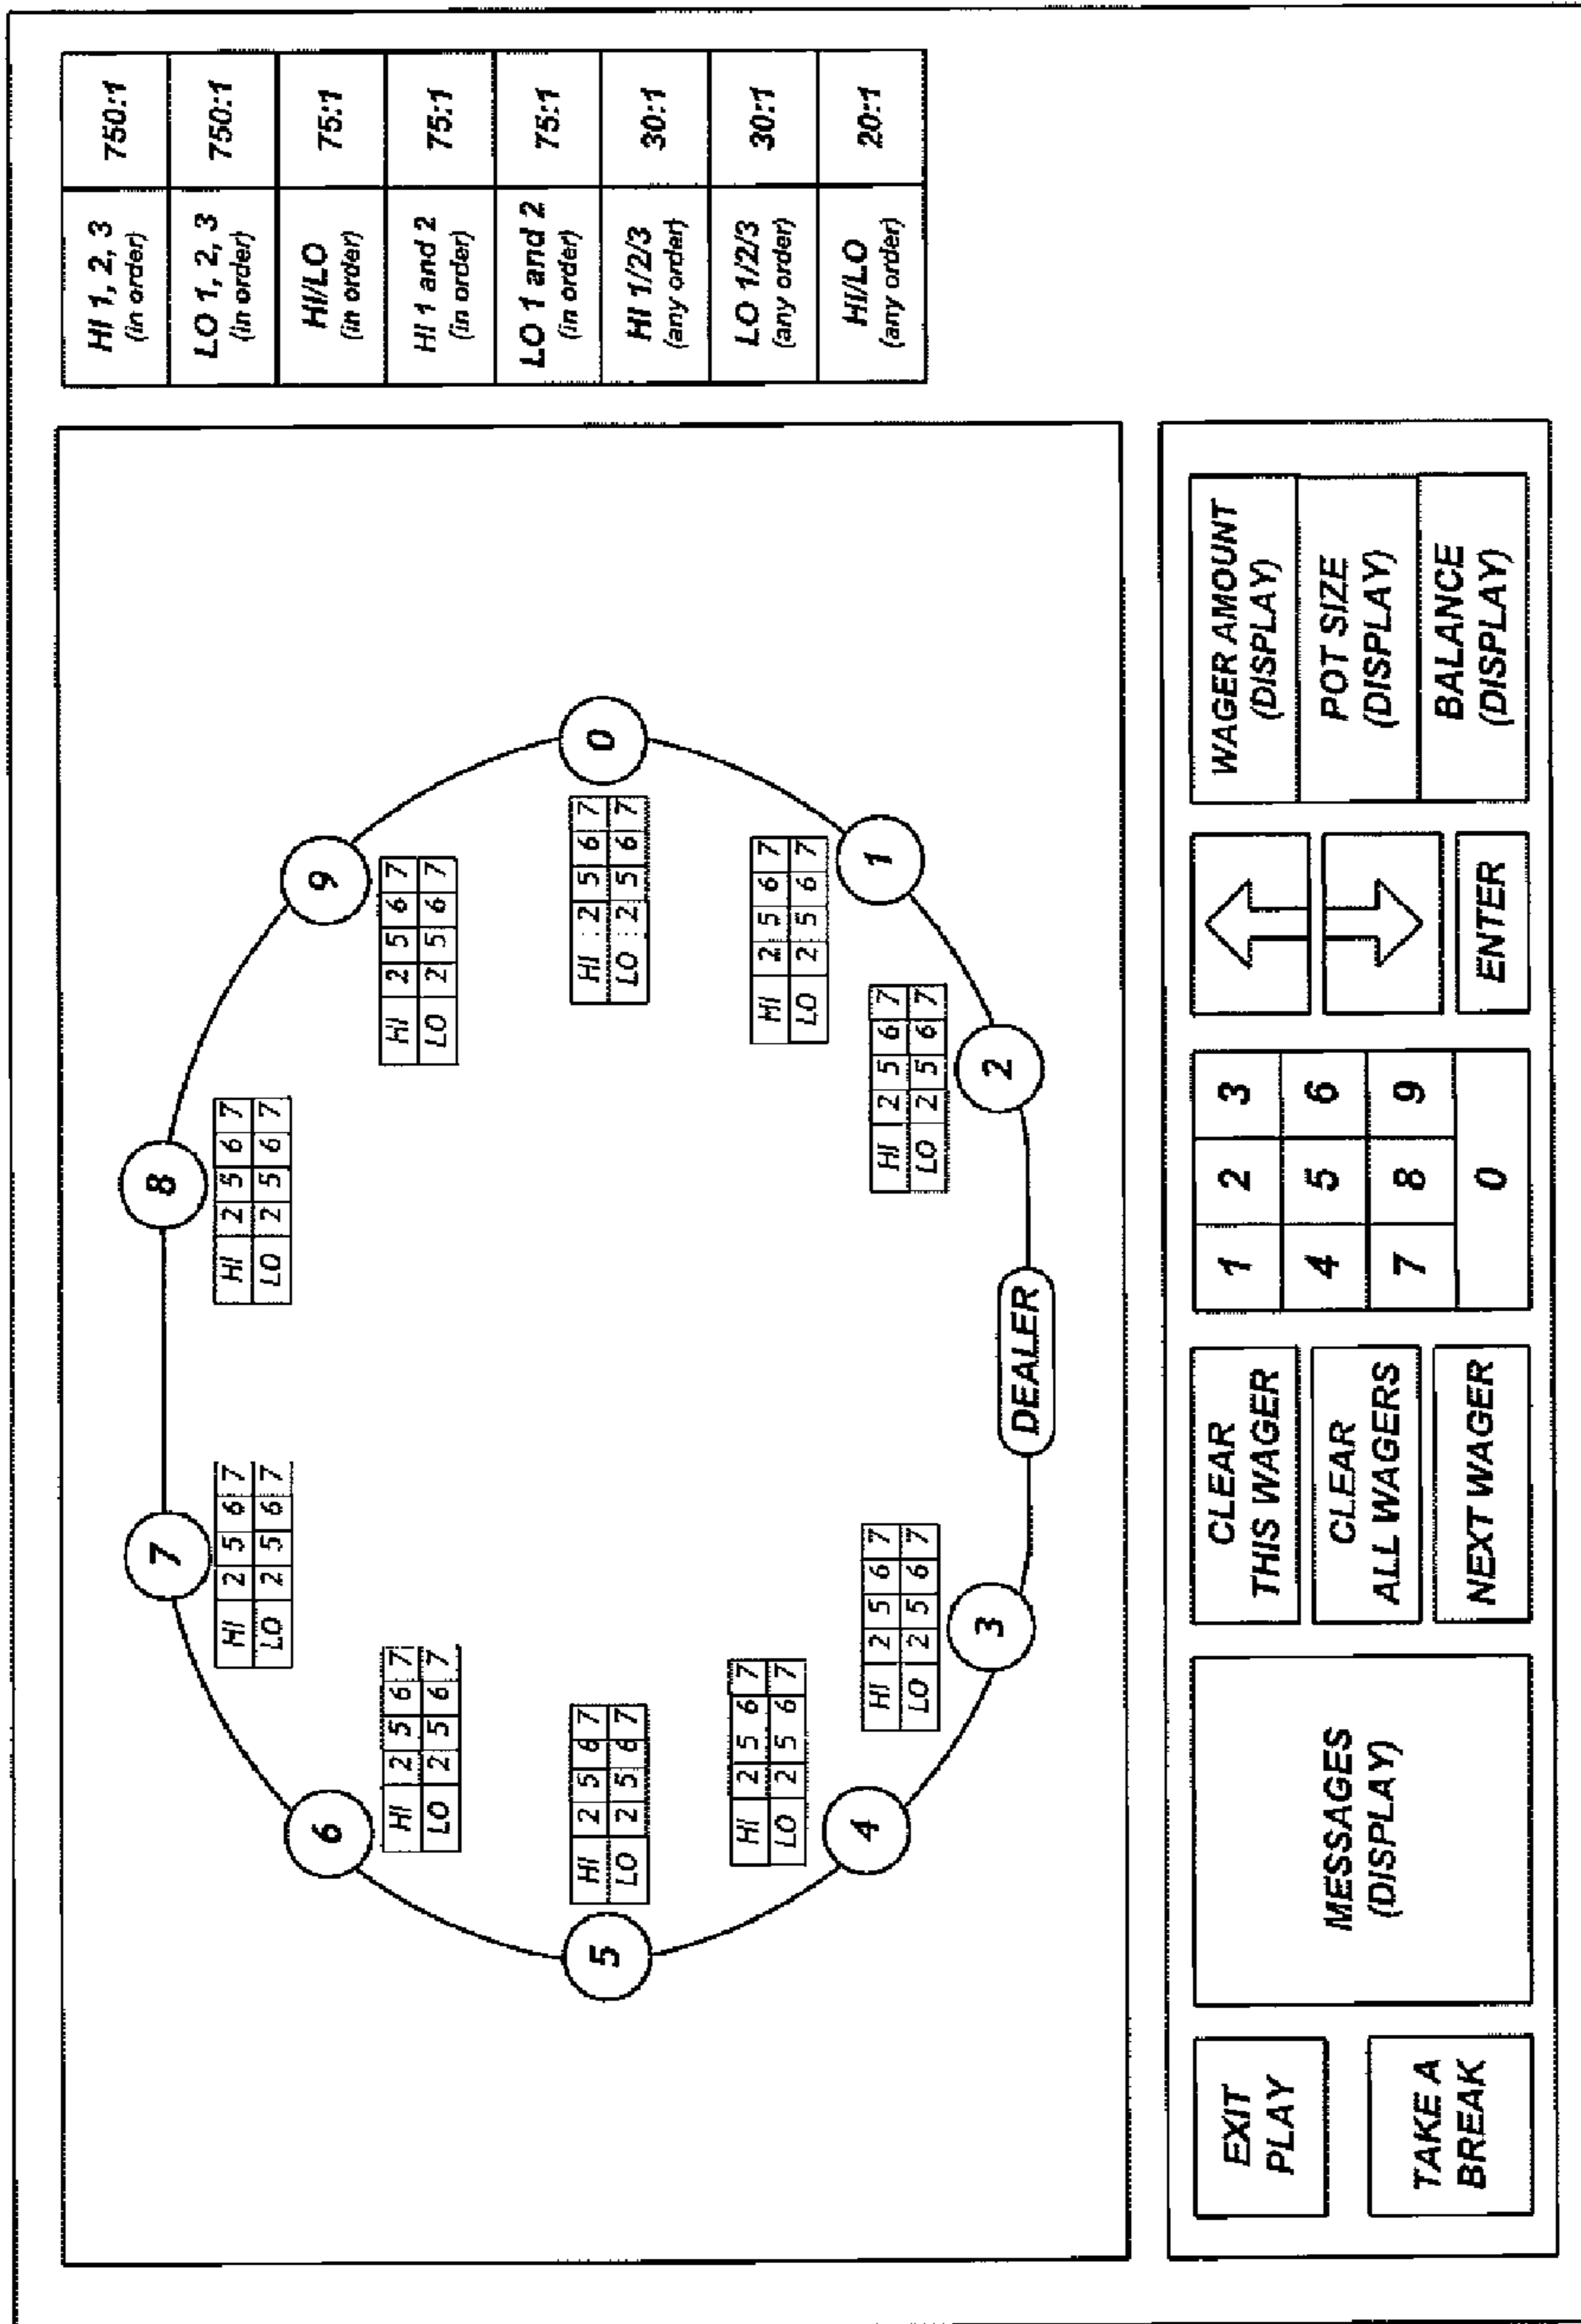 7
8
HI 2 5 6 7
LO 2 5 6 7
HI 2 5 6 7
LO 2 5 6 7
6
9
HI 2 5 6 7
LO 2 5 6 7
HI 2 5 6 7
LO 2 5 6 7
5
HI 2 5 6 7
LO 2 5 6 7
HI 2 5 6 7
LO 2 5 6 7
0
HI 2 5 6 7
LO 2 5 6 7
4
HI 2 5 6 7
LO 2 5 6 7
1
HI 2 5 6 7
LO 2 5 6 7
3
HI 2 5 6 7
LO 2 5 6 7
2
DEALER
HI 1, 2, 3 750:1
(in order)
LO 1, 2, 3 750:1
(in order)
HI/LO 75:1
(in order)
HI 1 and 2 75:1
(in order)
LO 1 and 2 75:1
(in order)
HI 1/2/3 30:1
(any order)
LO 1/2/3 30:1
(any order)
HI/LO 20:1
(any order)
EXIT
PLAY
TAKE A
BREAK
MESSAGES
(DISPLAY)
CLEAR
THIS WAGER
CLEAR
ALL WAGERS
NEXT WAGER
1 2 3
4 5 6
7 8 9
0
ENTER
WAGER AMOUNT
(DISPLAY)
POT SIZE
(DISPLAY)
BALANCE
(DISPLAY)